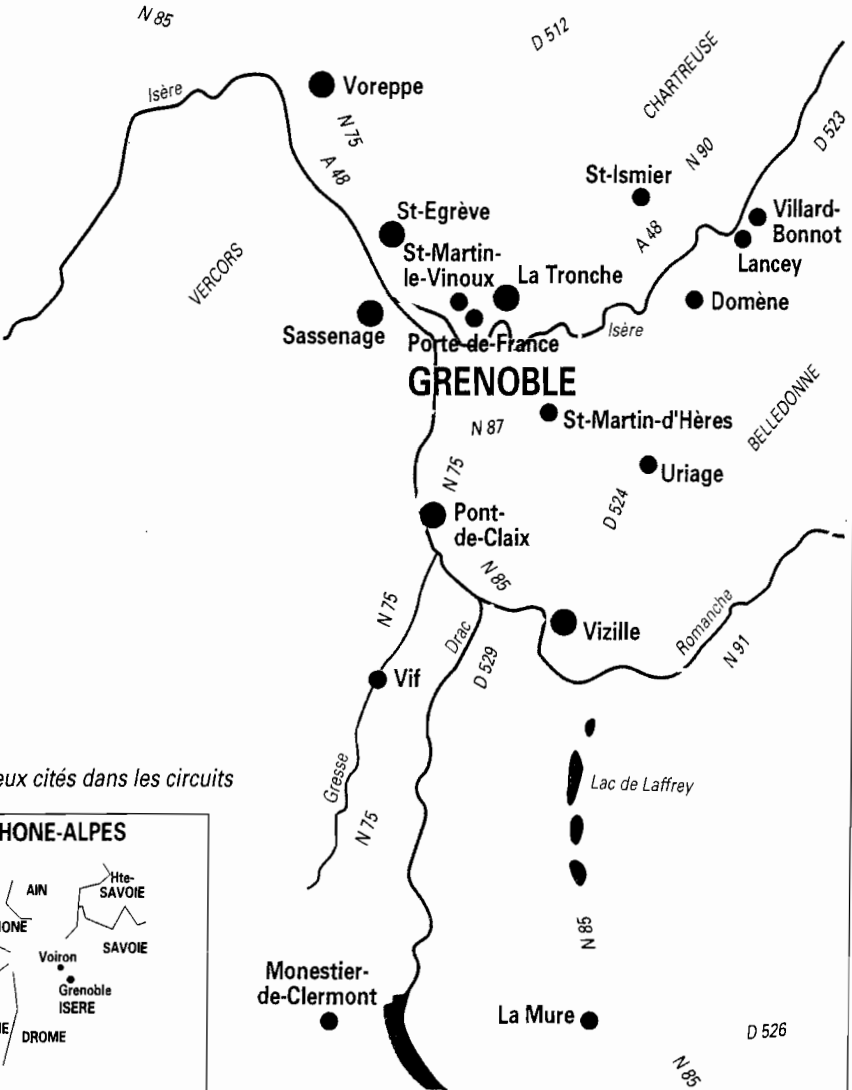 N 85
D 512
Isère
Voreppe
CHARTREUSE
N 75
D 523
A 48
N 90
St-Ismier
St-Egrève
Villard-
Bonnot
A 48
VERCORS
St-Martin-
le-Vinoux
La Tronche
Lancey
Domène
Sassenage
Isère
Porte-de-France
GRENOBLE
BELLEDONNE
St-Martin-d'Hères
N 87
N 75
Uriage
D 524
Pont-
de-Claix
N 85
N 75
Drac
Vizille
Romanche
N 91
D 529
Vif
Gresse
eux cités dans les circuits
Lac de Laffrey
N 75
HONE-ALPES
AIN
Hte-
SAVOIE
IONE
SAVOIE
Voiron
Grenoble
ISERE
IE
DROME
N 85
Monestier-
de-Clermont
La Mure
D 526
N 85